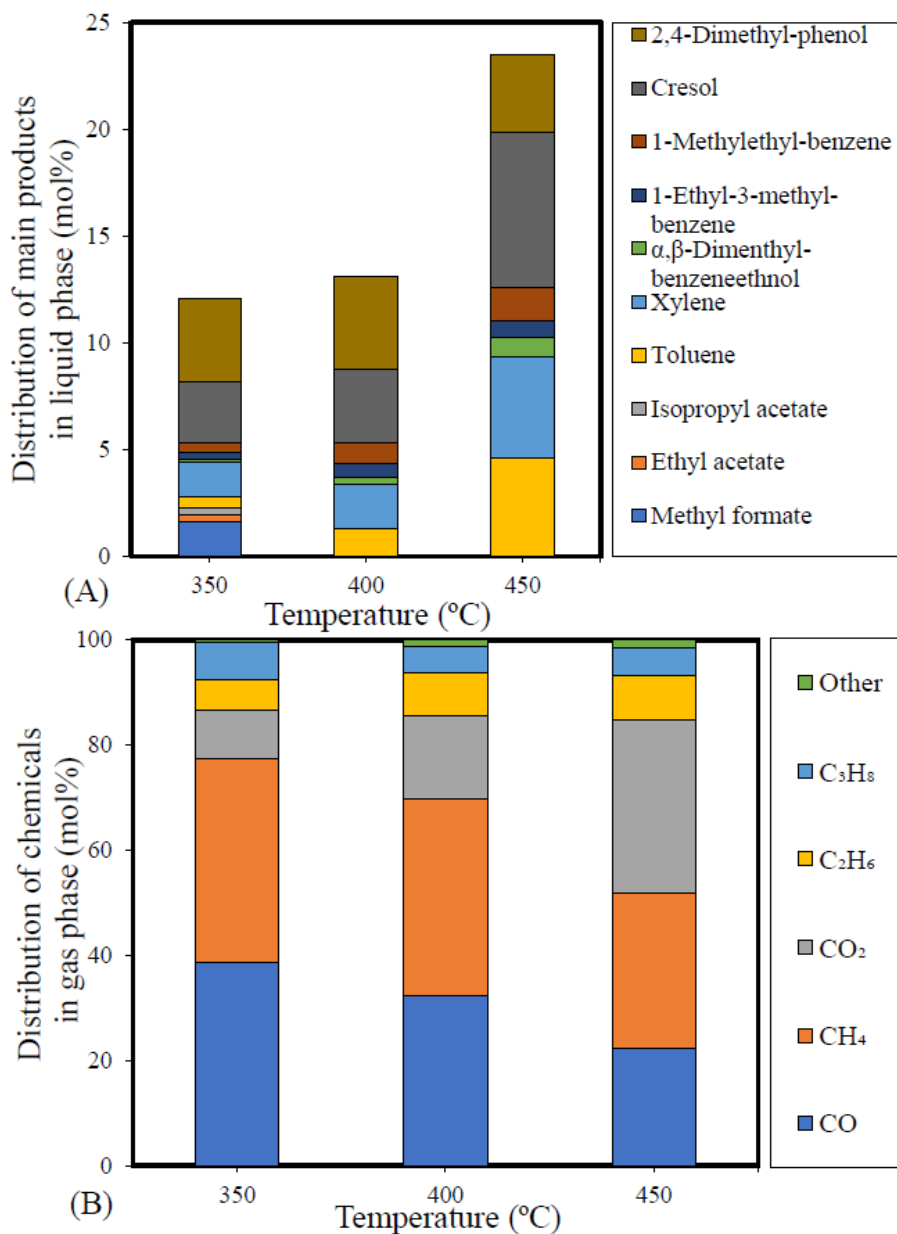 Distribution of main products
in liquid phase (mol%)
25
20
15
10
5
0
350
400
450
Temperature (ºC)
(A)
2,4-Dimethyl-phenol
Cresol
1-Methylethyl-benzene
1-Ethyl-3-methyl-
benzene
α,β-Dimenthyl-
benzeneethnol
Xylene
Toluene
Isopropyl acetate
Ethyl acetate
Methyl formate
Distribution of chemicals
in gas phase (mol%)
100
80
60
40
20
0
350
400
450
Temperature (ºC)
(B)
Other
C₃H₈
C₂H₆
CO₂
CH₄
CO